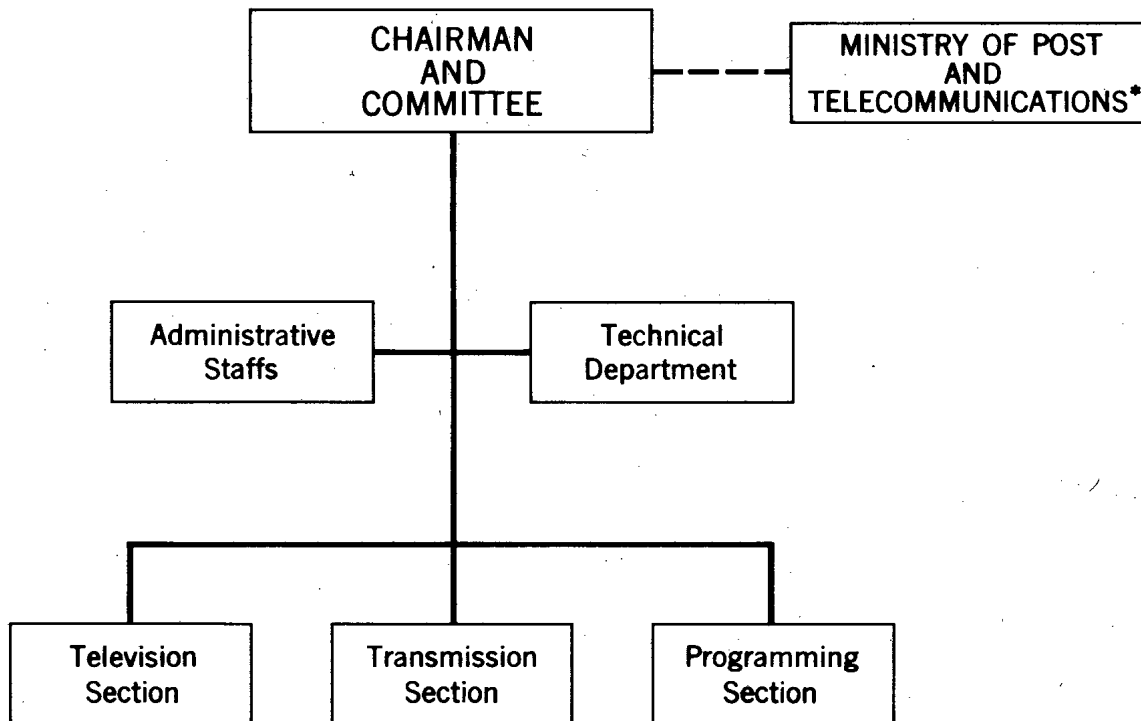 CHAIRMAN
AND
COMMITTEE
MINISTRY OF POST
AND
TELECOMMUNICATIONS*
Administrative
Staffs
Technical
Department
Television
Section
Transmission
Section
Programming
Section